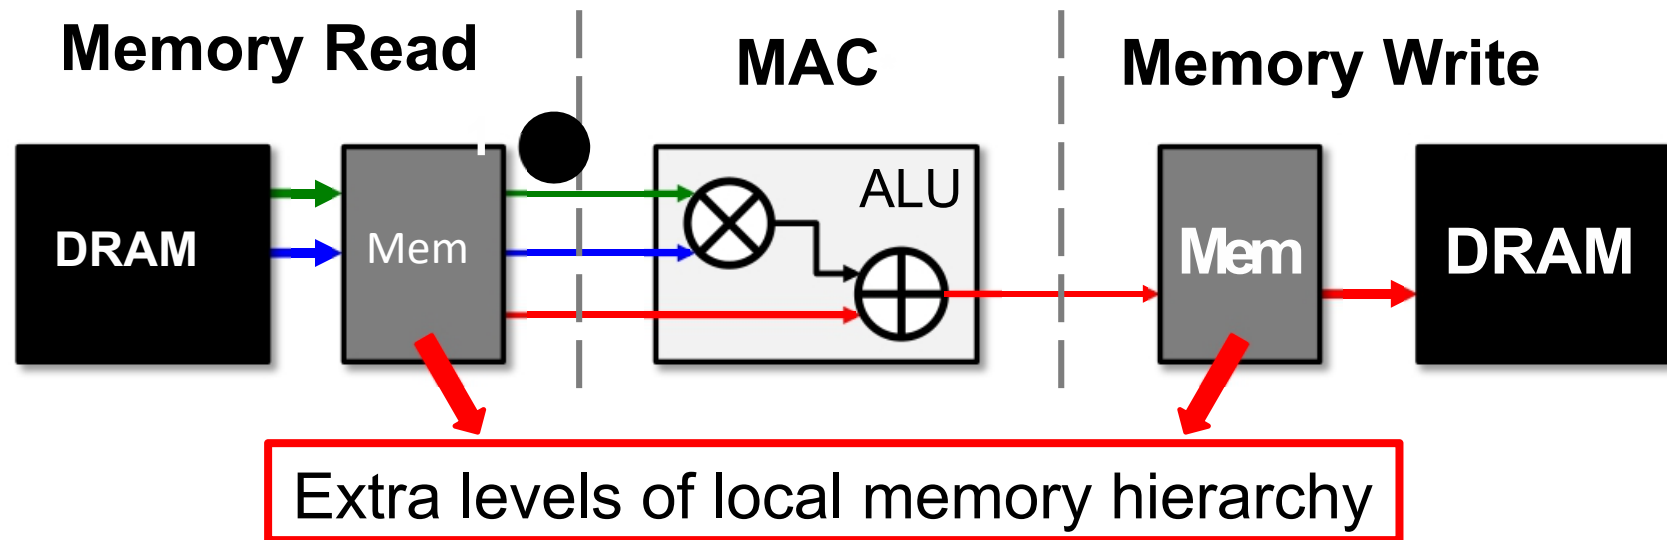 Memory Read
MAC
Memory Write
DRAM
Mem
ALU
Mem
DRAM
Extra levels of local memory hierarchy